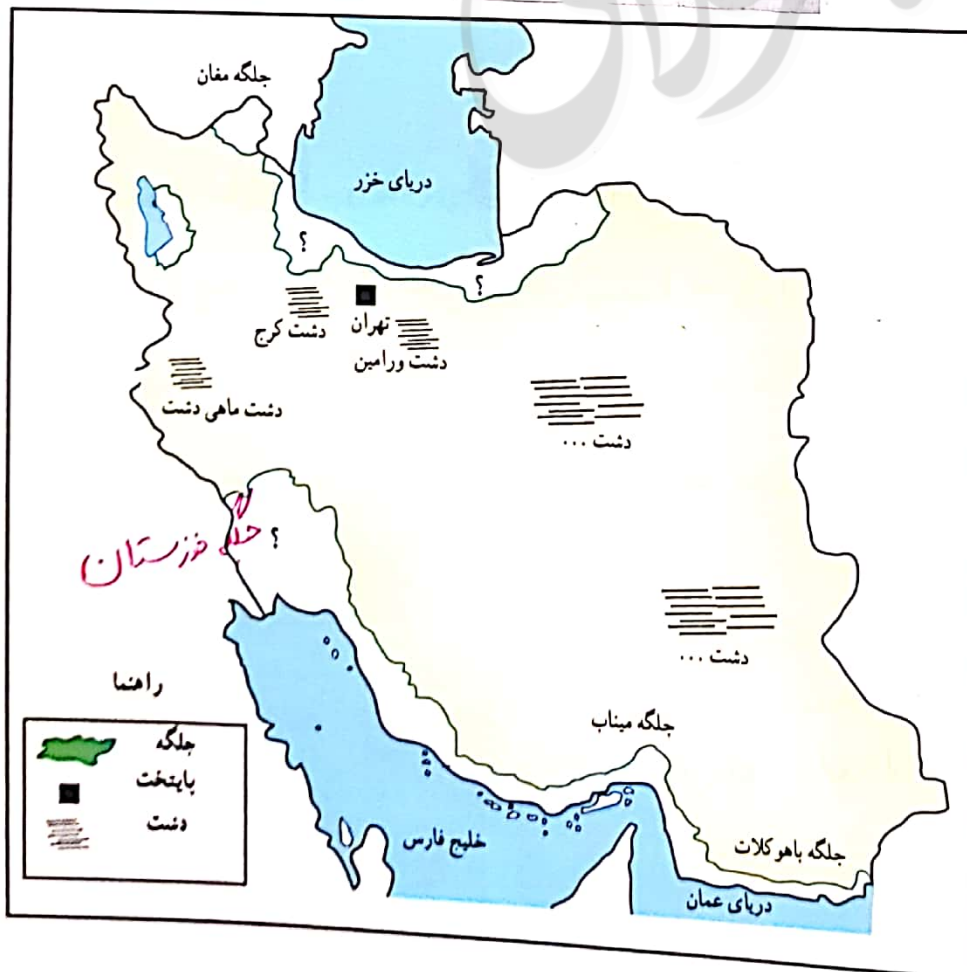 جلگه مغان
دریای خزر
؟
؟
تهران
دشت کرج
دشت ورامین
دشت ماهی دشت
دشت ...
جلگه خوزستان
؟
دشت ...
راهنما
جلگه
پایتخت
دشت
جلگه میناب
خلیج فارس
جلگه باهوکلات
دریای عمان